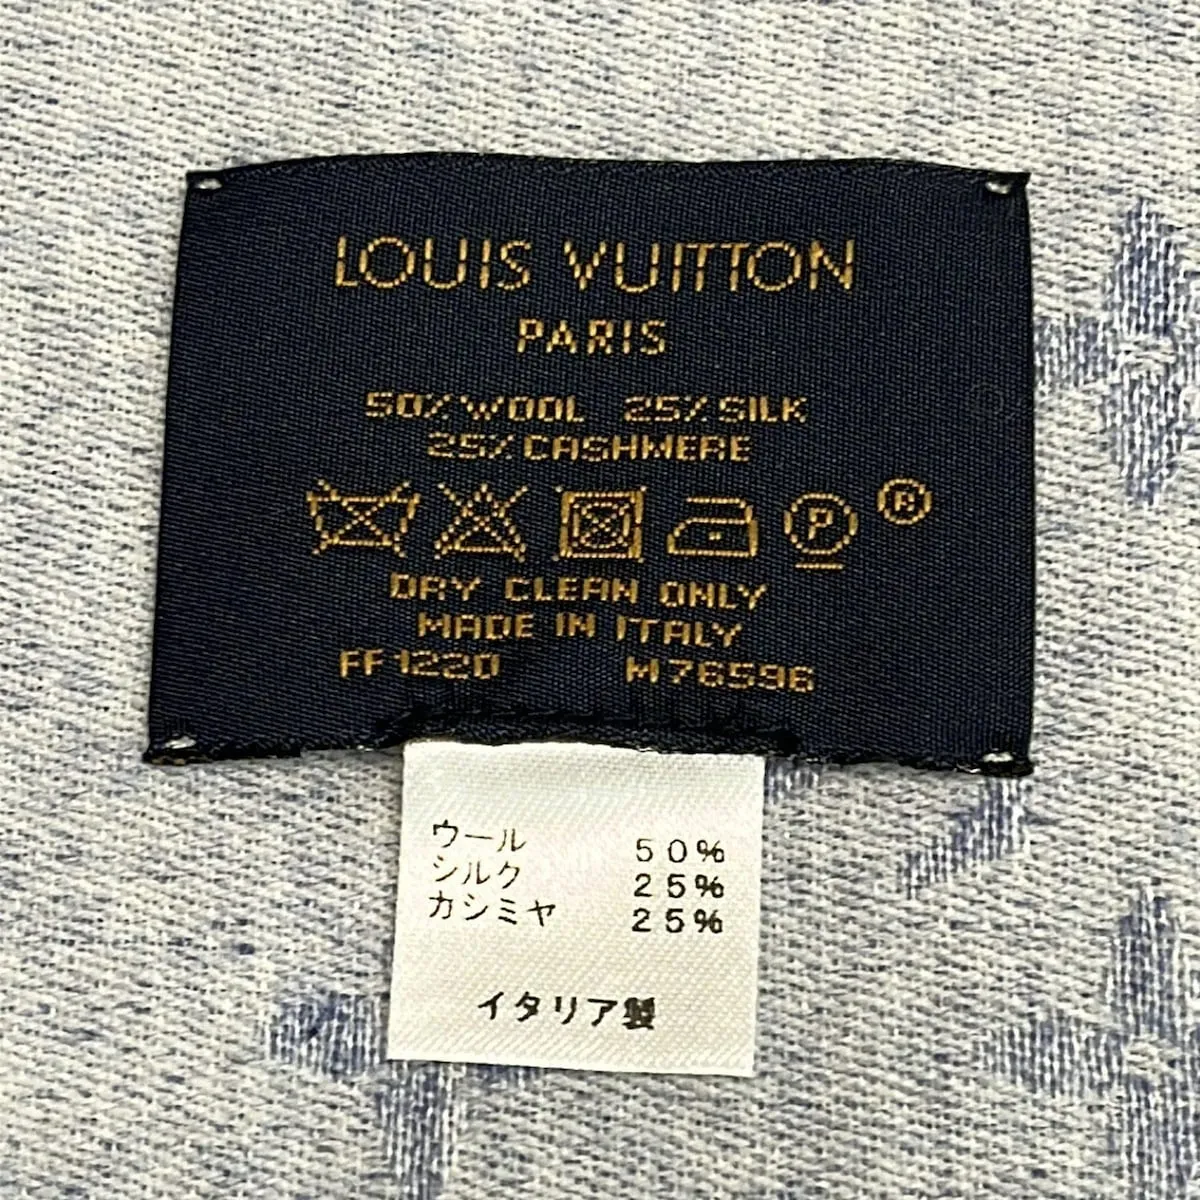 LOUIS VUITTON
PARIS
50% WOOL 25% SILK
25% CASHMERE
P ®
DRY CLEAN ONLY
MADE IN ITALY
FF1220 M76596
ウール 50%
シルク 25%
カシミヤ 25%
イタリア製